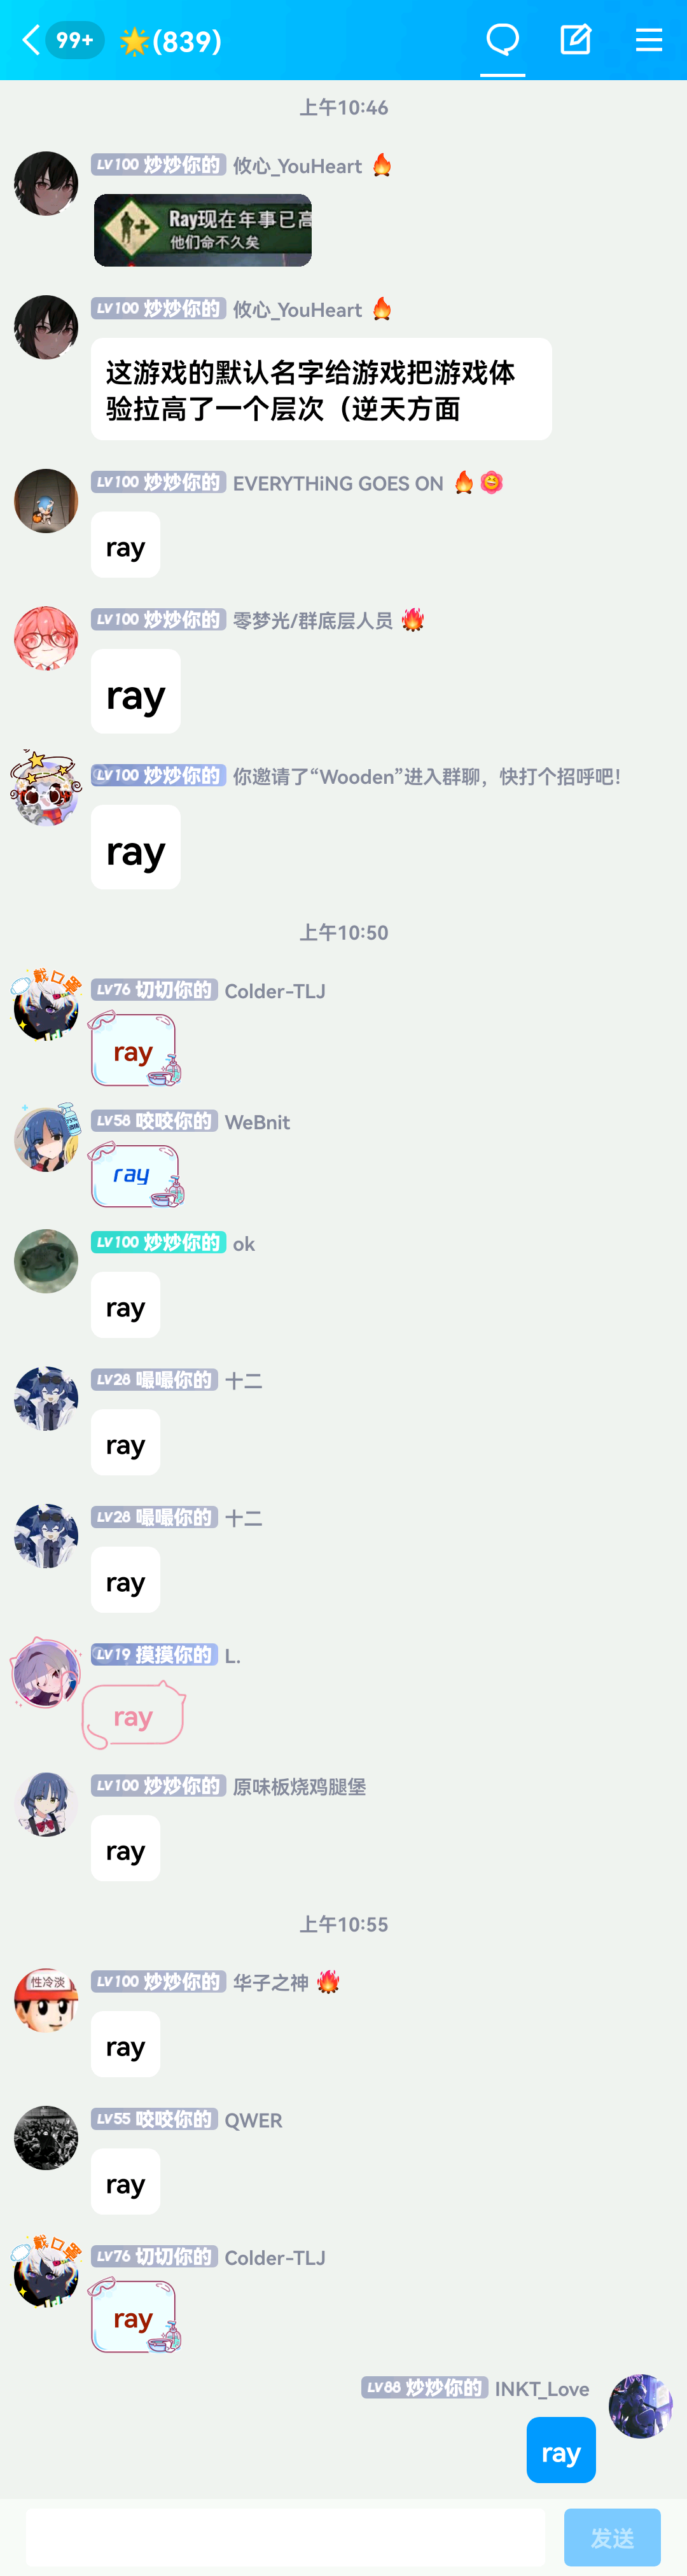 99+
🌟(839)
上午10:46
LV100 炒炒你的 攸心_YouHeart 🔥
Ray现在年事已高
他们命不久矣
LV100 炒炒你的 攸心_YouHeart 🔥
这游戏的默认名字给游戏把游戏体
验拉高了一个层次（逆天方面
LV100 炒炒你的 EVERYTHiNG GOES ON 🔥
ray
LV100 炒炒你的 零梦光/群底层人员 🔥
ray
LV100 炒炒你的 你邀请了“Wooden”进入群聊，快打个招呼吧！
ray
上午10:50
戴口罩
LV76 切切你的 Colder-TLJ
ray
LV58 咬咬你的 WeBnit
ray
LV100 炒炒你的 ok
ray
LV28 嘬嘬你的 十二
ray
LV28 嘬嘬你的 十二
ray
LV19 摸摸你的 L.
ray
LV100 炒炒你的 原味板烧鸡腿堡
ray
上午10:55
性冷淡
LV100 炒炒你的 华子之神 🔥
ray
LV55 咬咬你的 QWER
ray
戴口罩
LV76 切切你的 Colder-TLJ
ray
LV88 炒炒你的 INKT_Love
ray
发送